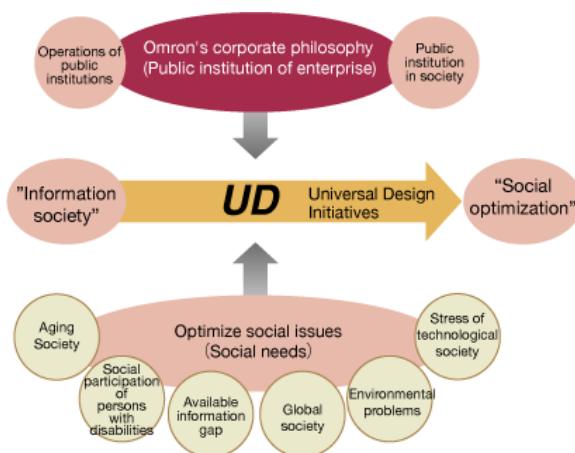 Operations of
public
institutions
Omron's corporate philosophy
(Public institution of enterprise)
Public
institution
in society
"Information
society"
UD
Universal Design
Initiatives
“Social
optimization”
Optimize social issues
(Social needs)
Aging
Society
Social
participation
of
persons
with
disabilities
Available
information
gap
Global
society
Environmental
problems
Stress of
technological
society